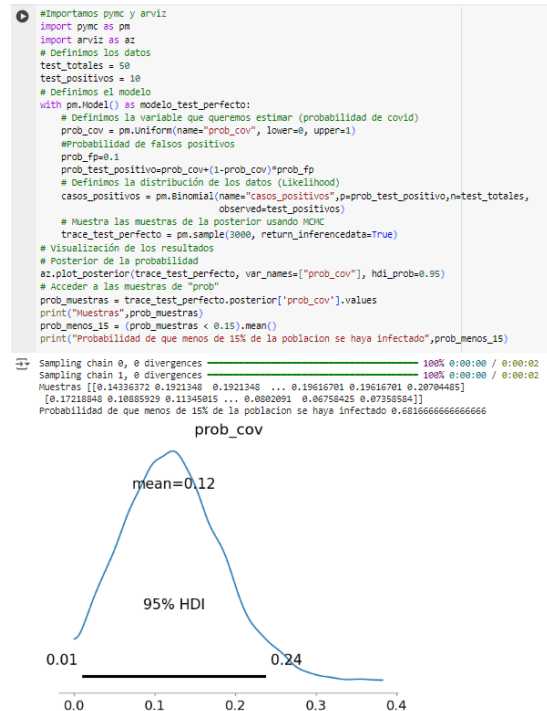 #Importamos pymc y arviz
import pymc as pm
import arviz as az
# Definimos los datos
test_totales = 50
test_positivos = 10
# Definimos el modelo
with pm.Model() as modelo_test_perfecto:
    # Definimos la variable que queremos estimar (probabilidad de covid)
    prob_cov = pm.Uniform(name="prob_cov", lower=0, upper=1)
    #Probabilidad de falsos positivos
    prob_fp=0.1
    prob_test_positivo=prob_cov+(1-prob_cov)*prob_fp
    # Definimos la distribución de los datos (Likelihood)
    casos_positivos = pm.Binomial(name="casos_positivos",p=prob_test_positivo,n=test_totales,
                                  observed=test_positivos)
    # Muestra las muestras de la posterior usando MCMC
    trace_test_perfecto = pm.sample(3000, return_inferencedata=True)
# Visualización de los resultados
# Posterior de la probabilidad
az.plot_posterior(trace_test_perfecto, var_names=["prob_cov"], hdi_prob=0.95)
# Acceder a las muestras de "prob"
prob_muestras = trace_test_perfecto.posterior['prob_cov'].values
print("Muestras",prob_muestras)
prob_menos_15 = (prob_muestras < 0.15).mean()
print("Probabilidad de que menos de 15% de la poblacion se haya infectado",prob_menos_15)
Sampling chain 0, 0 divergences 100% 0:00:00 / 0:00:02
Sampling chain 1, 0 divergences 100% 0:00:00 / 0:00:02
Muestras [[0.14336372 0.1921348  0.1921348  ... 0.19616701 0.19616701 0.20704485]
 [0.17218848 0.10885929 0.11345015 ... 0.0802091  0.06758425 0.07358584]]
Probabilidad de que menos de 15% de la poblacion se haya infectado 0.6816666666666666
prob_cov
mean=0.12
95% HDI
0.01 0.24
0.0 0.1 0.2 0.3 0.4